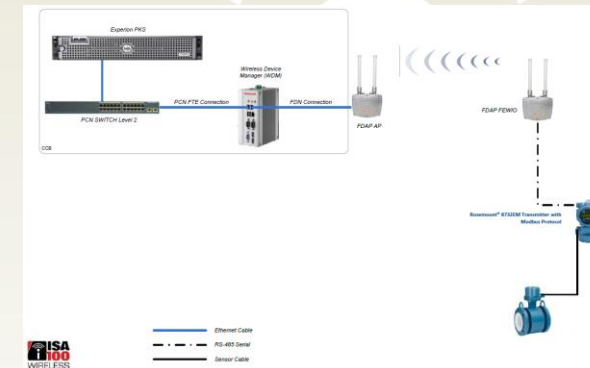 Experion PKS
Wireless Device
Manager (WDM)
PCN FTE Connection
FDN Connection
PCN SWITCH Level 2
FDAP AP
FDAP FEWIO
CCB
Rosemount® 8732EM Transmitter with
Modbus Protocol
Ethernet Cable
RS-485 Serial
Sensor Cable
ISA
100
WIRELESS